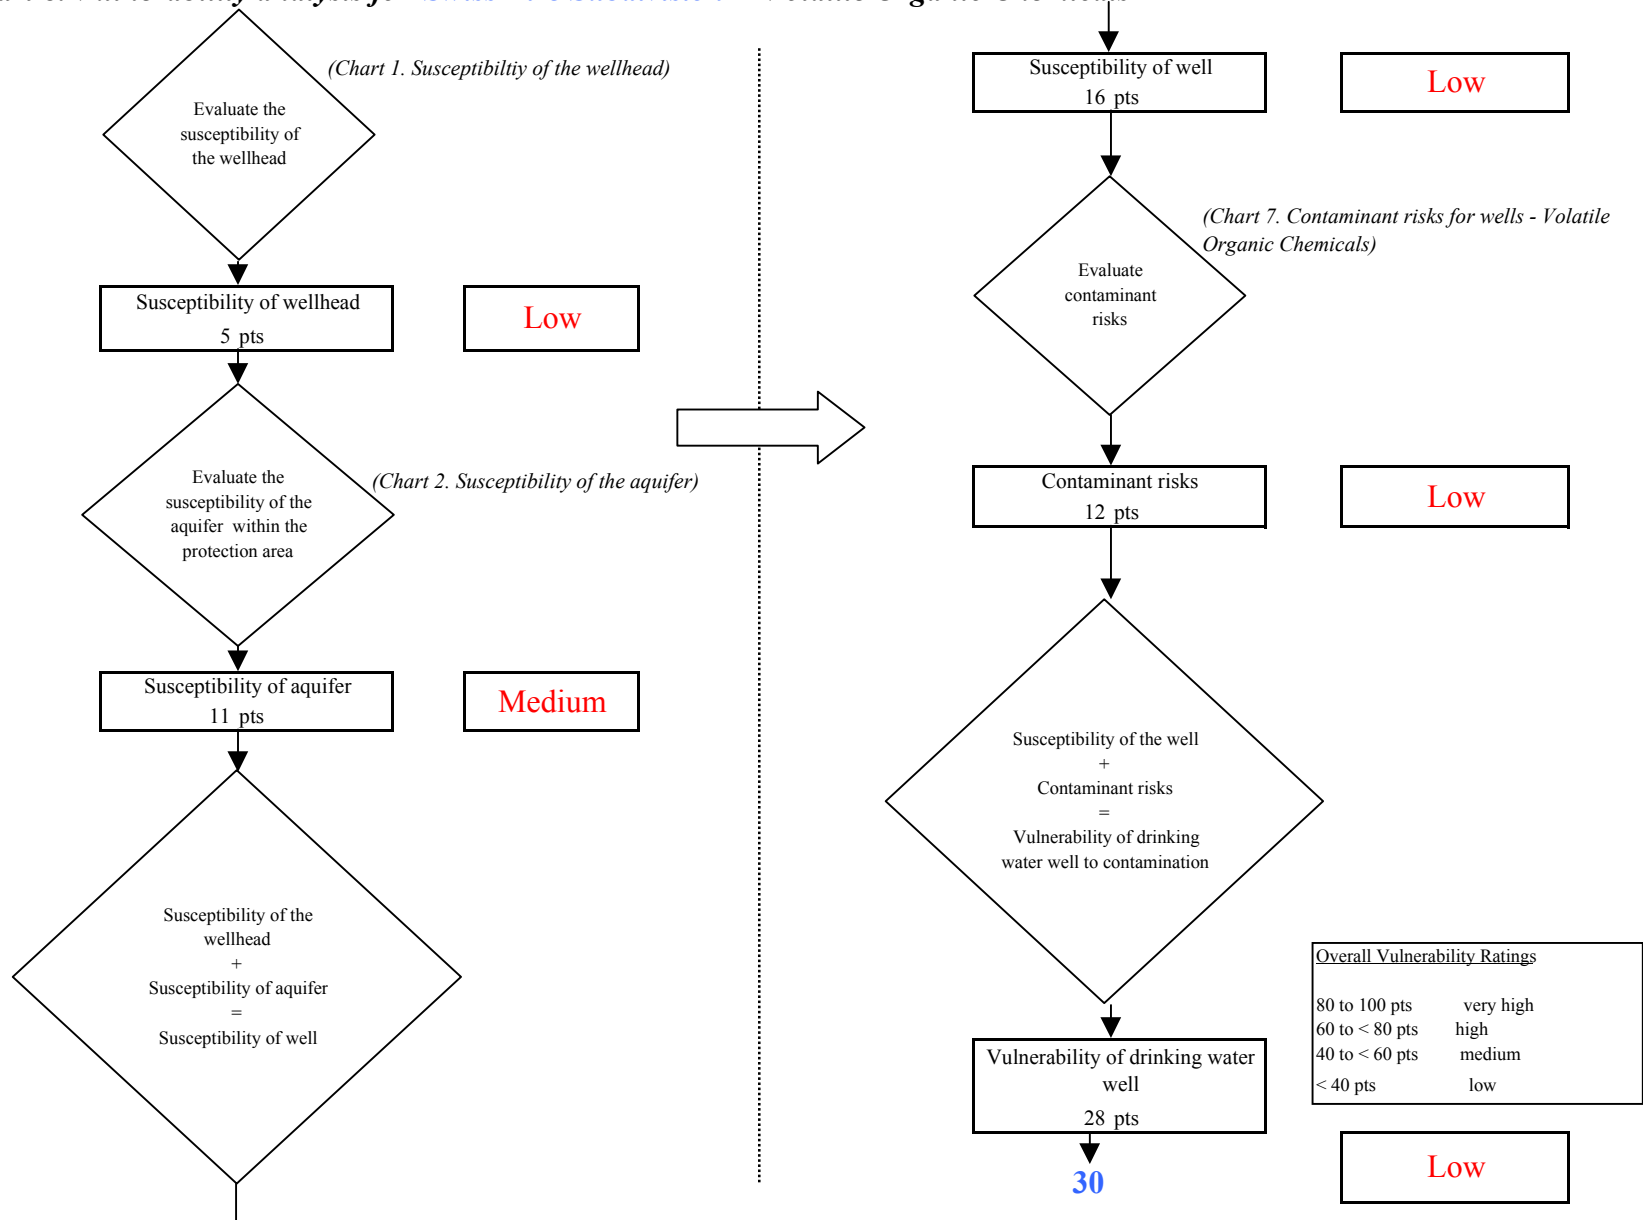 (Chart 1. Susceptibiltiy of the wellhead)
Evaluate the
susceptibility of
the wellhead
Susceptibility of wellhead
5 pts
Low
Evaluate the
susceptibility of the
aquifer within the
protection area
(Chart 2. Susceptibility of the aquifer)
Susceptibility of aquifer
11 pts
Medium
Susceptibility of the
wellhead
+
Susceptibility of aquifer
=
Susceptibility of well
Susceptibility of well
16 pts
Low
(Chart 7. Contaminant risks for wells - Volatile
Organic Chemicals)
Evaluate
contaminant
risks
Contaminant risks
12 pts
Low
Susceptibility of the well
+
Contaminant risks
=
Vulnerability of drinking
water well to contamination
Overall Vulnerability Ratings
80 to 100 pts very high
60 to < 80 pts high
40 to < 60 pts medium
< 40 pts low
Vulnerability of drinking water
well
28 pts
30
Low